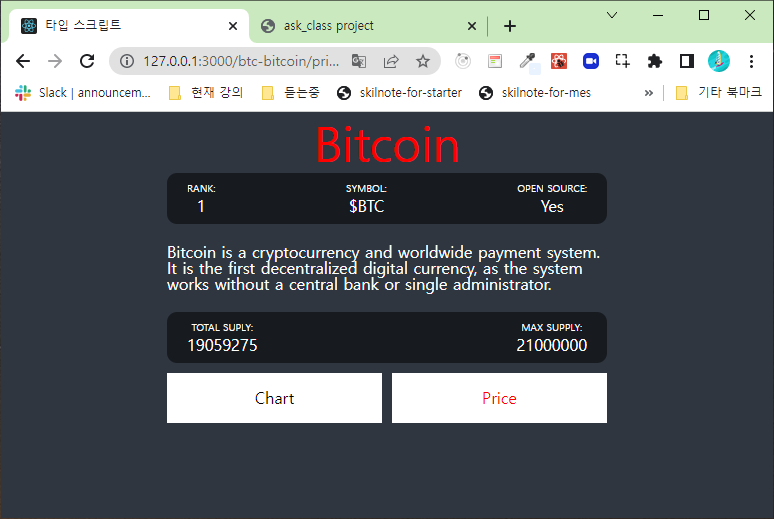 타입 스크립트
ask_class project
127.0.0.1:3000/btc-bitcoin/pri...
Slack | announcem...
현재 강의
듣는중
skilnote-for-starter
skilnote-for-mes
»
기타 북마크
Bitcoin
RANK:
1
SYMBOL:
$BTC
OPEN SOURCE:
Yes
Bitcoin is a cryptocurrency and worldwide payment system.
It is the first decentralized digital currency, as the system
works without a central bank or single administrator.
TOTAL SUPLY:
19059275
MAX SUPPLY:
21000000
Chart
Price